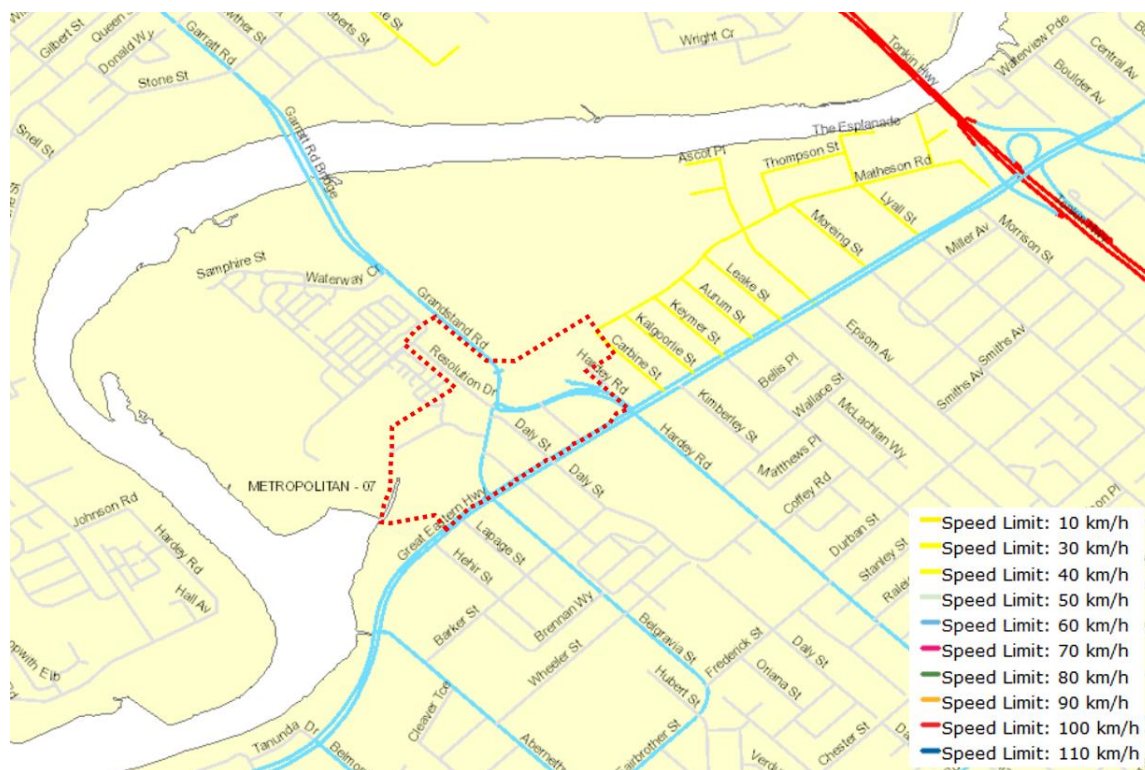 Gilbert St
Queen St
Donald Wy
Garratt Rd
Stone St
Snell St
Wright Cr
Tonkin Hwy
Waterview Pde
Central Av
Boulder Av
Garratt Rd Bridge
The Esplanade
Ascot Pl
Thompson St
Matheson Rd
Lyall St
Moreing St
Miller Av
Morrison St
Samphire St
Waterway Cr
Grandstand Rd
Leake St
Aurum St
Keymer St
Kalgoorlie St
Carbine St
Epsom Av
Smiths Av
Smiths Av
Resolution Dr
Hardey Rd
Bellis Pl
Wallace St
Kimberley St
McLachlan Wy
Matthews Pl
Hardey Rd
Daly St
Daly St
Coffey Rd
METROPOLITAN - 07
Great Eastern Hwy
Johnson Rd
Hardey Rd
Hall Av
Lapage St
Hehir St
Durban St
Stanley St
Barker St
Brennan Wy
Belgravia St
Wheeler St
Frederick St
Daly St
Oriana St
Hubert St
Cleaver Tce
Tanunda Dr
Chester St
Speed Limit: 10 km/h
Speed Limit: 30 km/h
Speed Limit: 40 km/h
Speed Limit: 50 km/h
Speed Limit: 60 km/h
Speed Limit: 70 km/h
Speed Limit: 80 km/h
Speed Limit: 90 km/h
Speed Limit: 100 km/h
Speed Limit: 110 km/h